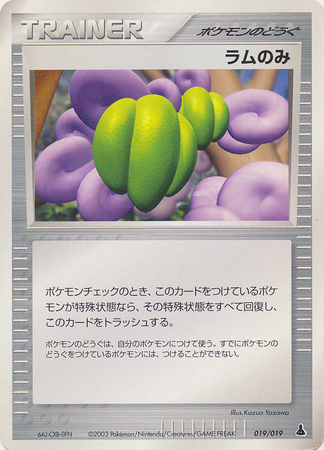 TRAINER
ポケモンのどうぐ
ラムのみ
ポケモンチェックのとき、このカードをつけているポケ
モンが特殊状態なら、その特殊状態をすべて回復し、
このカードをトラッシュする。
ポケモンのどうぐは、自分のポケモンにつけて使う。すでにポケモンの
どうぐをつけているポケモンには、つけることができない。
Illus.Kazuo Yazawa
6AJ-CXB-0FN
©2003 Pokémon/Nintendo/Creatures/GAME FREAK
019/019